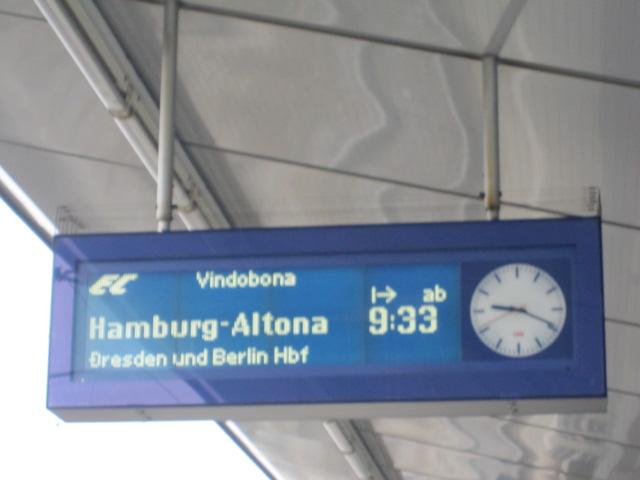 EC Vindobona
ab
Hamburg-Altona 9:33
Dresden und Berlin Hbf